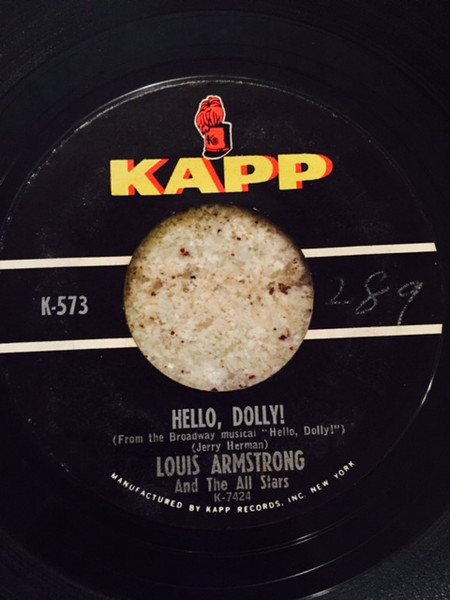 K
KAPP
K-573
289
HELLO, DOLLY!
(From the Broadway musical "Hello, Dolly!")
(Jerry Herman)
LOUIS ARMSTRONG
And The All Stars
K-7424
MANUFACTURED BY KAPP RECORDS, INC. NEW YORK